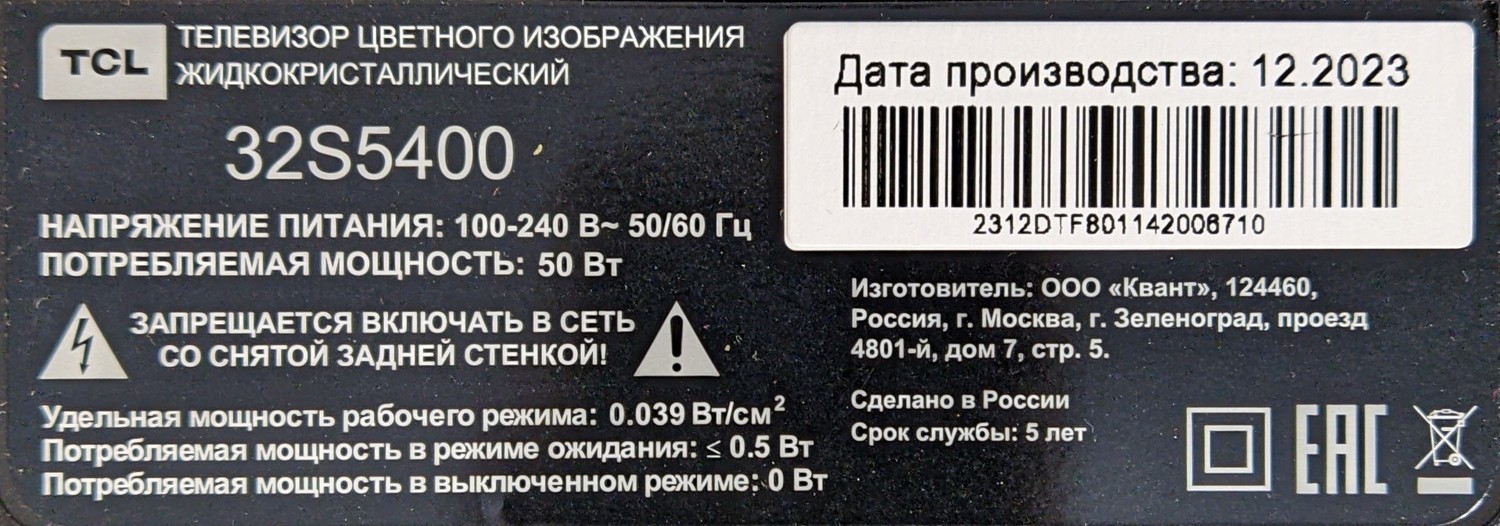 TCL
ТЕЛЕВИЗОР ЦВЕТНОГО ИЗОБРАЖЕНИЯ
ЖИДКОКРИСТАЛЛИЧЕСКИЙ
32S5400
НАПРЯЖЕНИЕ ПИТАНИЯ: 100-240 В~ 50/60 Гц
ПОТРЕБЛЯЕМАЯ МОЩНОСТЬ: 50 Вт
ЗАПРЕЩАЕТСЯ ВКЛЮЧАТЬ В СЕТЬ
СО СНЯТОЙ ЗАДНЕЙ СТЕНКОЙ!
Удельная мощность рабочего режима: 0.039 Вт/см²
Потребляемая мощность в режиме ожидания: ≤ 0.5 Вт
Потребляемая мощность в выключенном режиме: 0 Вт
Дата производства: 12.2023
2312DTF801142006710
Изготовитель: ООО «Квант», 124460,
Россия, г. Москва, г. Зеленоград, проезд
4801-й, дом 7, стр. 5.
Сделано в России
Срок службы: 5 лет
EAC